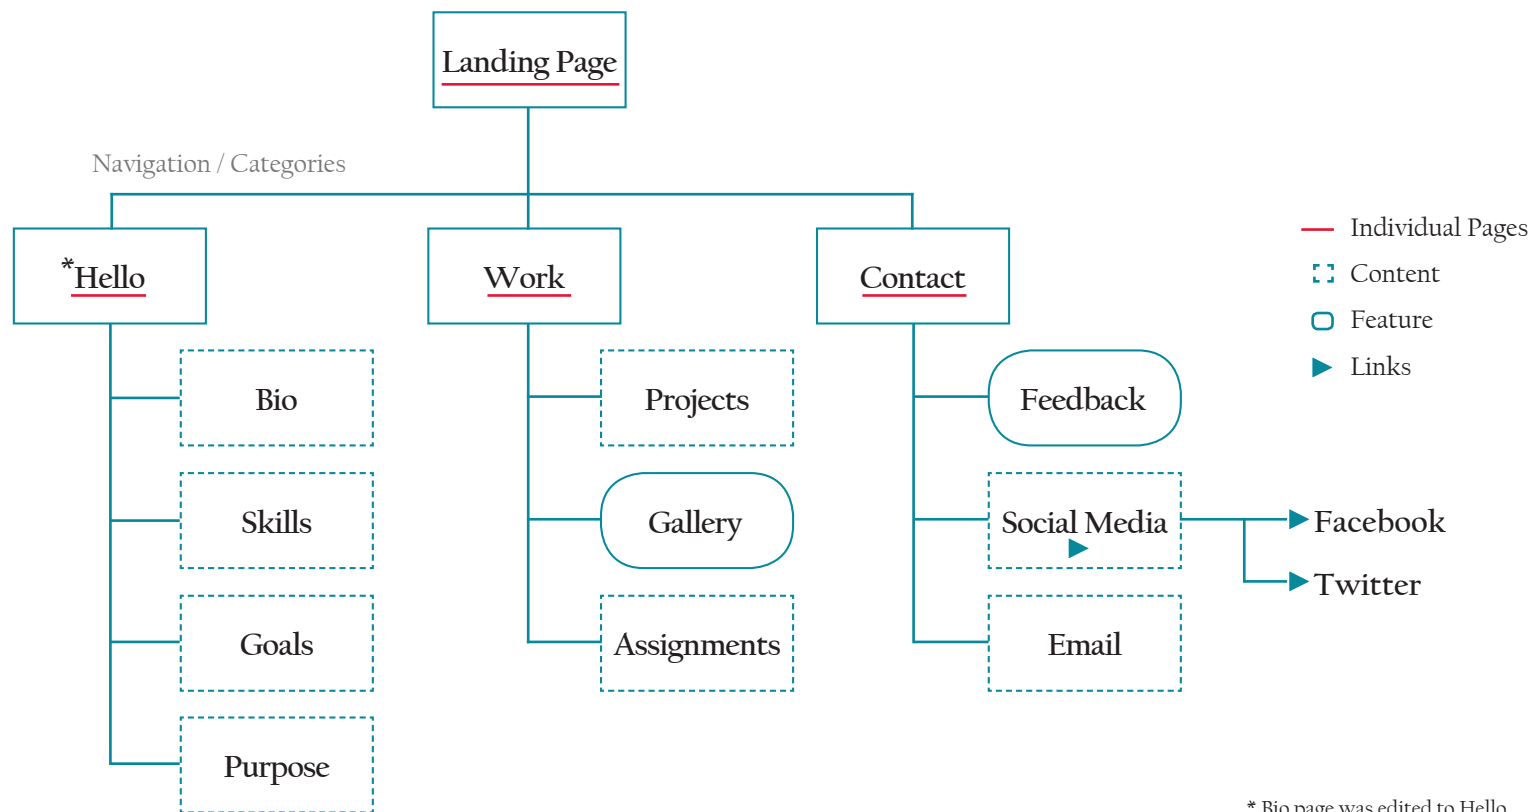 Landing Page
Navigation / Categories
*Hello
Work
Contact
Individual Pages
Content
Feature
Links
Bio
Projects
Feedback
Skills
Gallery
Social Media
Facebook
Twitter
Goals
Assignments
Email
Purpose
* Bio page was edited to Hello